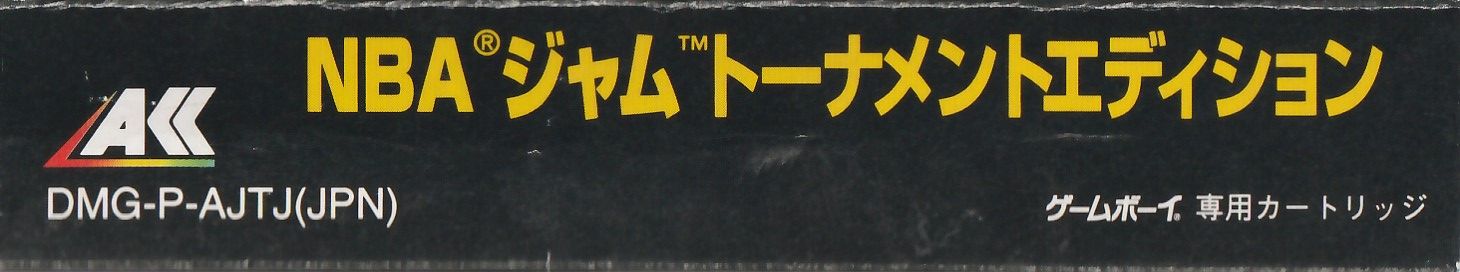 NBA®ジャム™トーナメントエディション
AKK
DMG-P-AJTJ(JPN)
ゲームボーイ® 専用カートリッジ